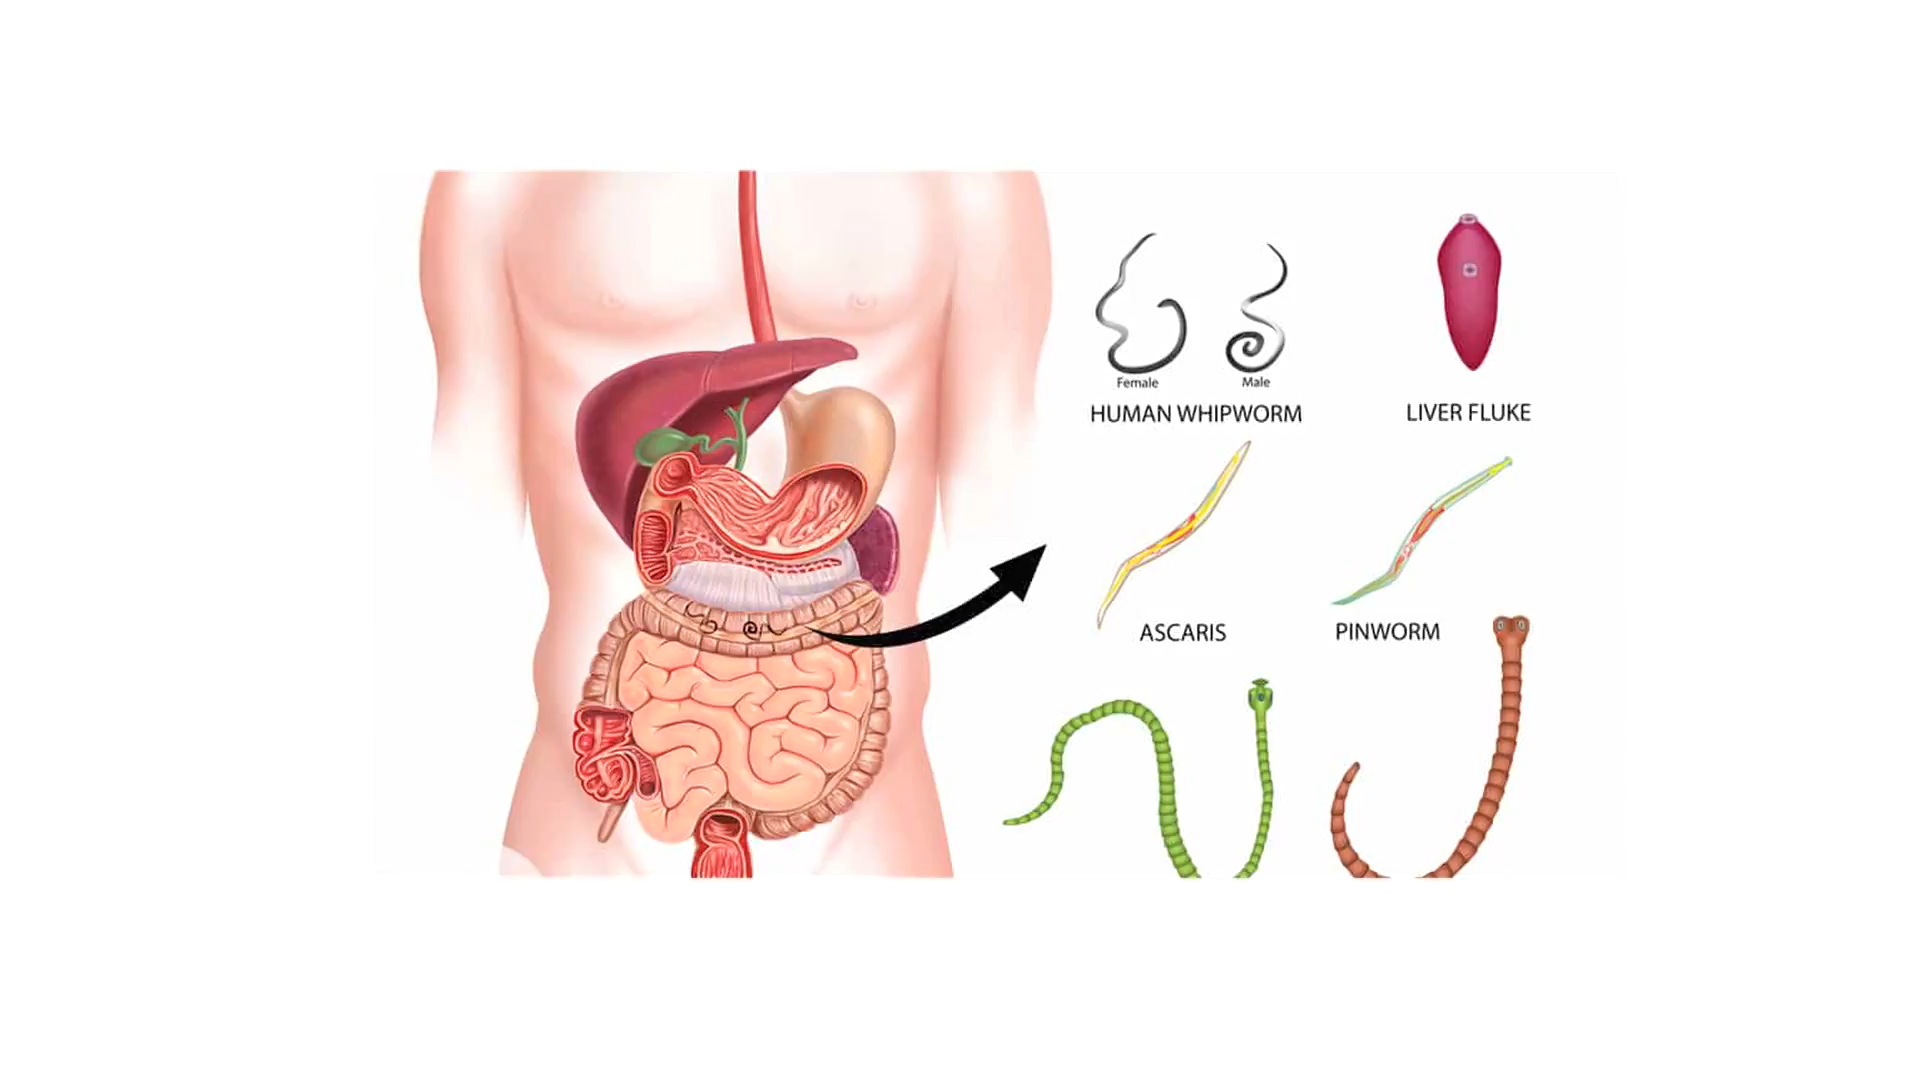 Female
Male
HUMAN WHIPWORM
LIVER FLUKE
ASCARIS
PINWORM